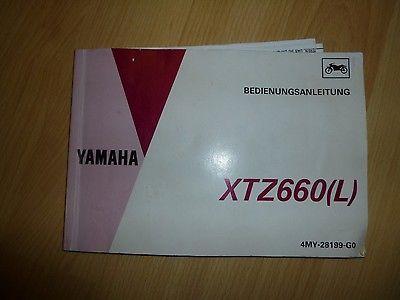 BEDIENUNGSANLEITUNG
YAMAHA
XTZ660(L)
4MY-28199-G0